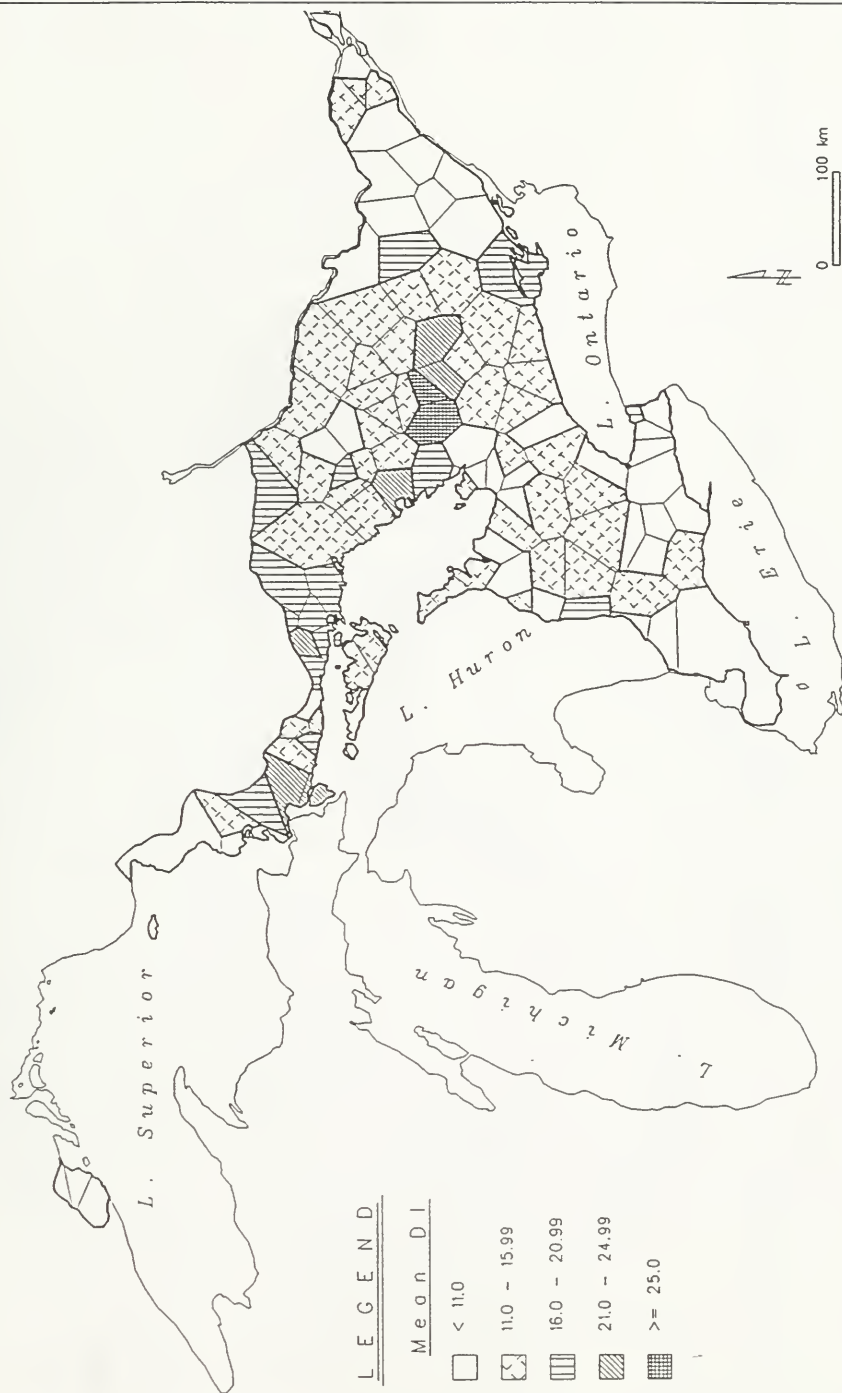 L. Superior
L. Michigan
L. Huron
L. Ontario
L. Erie
0 100 km
N
LEGEND
Mean DI
< 11.0
11.0 - 15.99
16.0 - 20.99
21.0 - 24.99
>= 25.0